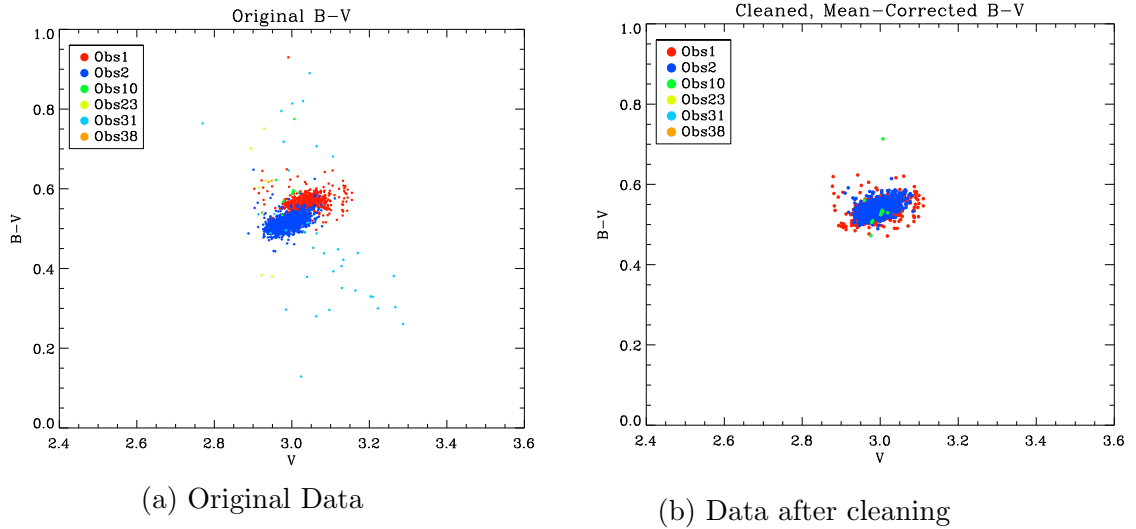 Original B-V
1.0
0.8
0.6
0.4
0.2
0.0
B-V
Obs1
Obs2
Obs10
Obs23
Obs31
Obs38
2.4 2.6 2.8 3.0 3.2 3.4 3.6
V
(a) Original Data
Cleaned, Mean-Corrected B-V
1.0
0.8
0.6
0.4
0.2
0.0
B-V
Obs1
Obs2
Obs10
Obs23
Obs31
Obs38
2.4 2.6 2.8 3.0 3.2 3.4 3.6
V
(b) Data after cleaning